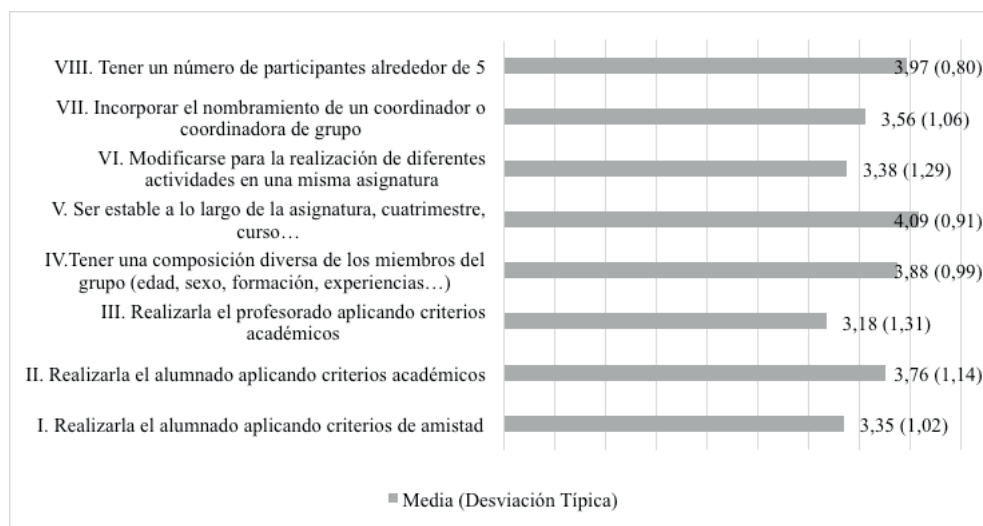 VIII. Tener un número de participantes alrededor de 5
3,97 (0,80)
VII. Incorporar el nombramiento de un coordinador o
coordinadora de grupo
3,56 (1,06)
VI. Modificarse para la realización de diferentes
actividades en una misma asignatura
3,38 (1,29)
V. Ser estable a lo largo de la asignatura, cuatrimestre,
curso…
4,09 (0,91)
IV.Tener una composición diversa de los miembros del
grupo (edad, sexo, formación, experiencias…)
3,88 (0,99)
III. Realizarla el profesorado aplicando criterios
académicos
3,18 (1,31)
II. Realizarla el alumnado aplicando criterios académicos
3,76 (1,14)
I. Realizarla el alumnado aplicando criterios de amistad
3,35 (1,02)
Media (Desviación Típica)